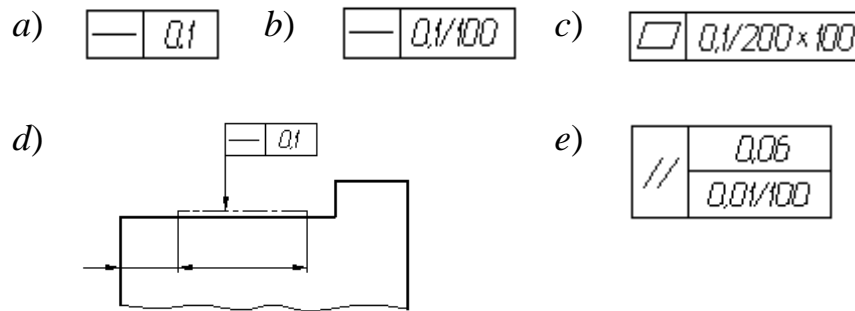 a) — 0,1
b) — 0,1/100
c) ⏥ 0,1/200 × 100
d) — 0,1
e) // 0,06
0,01/100